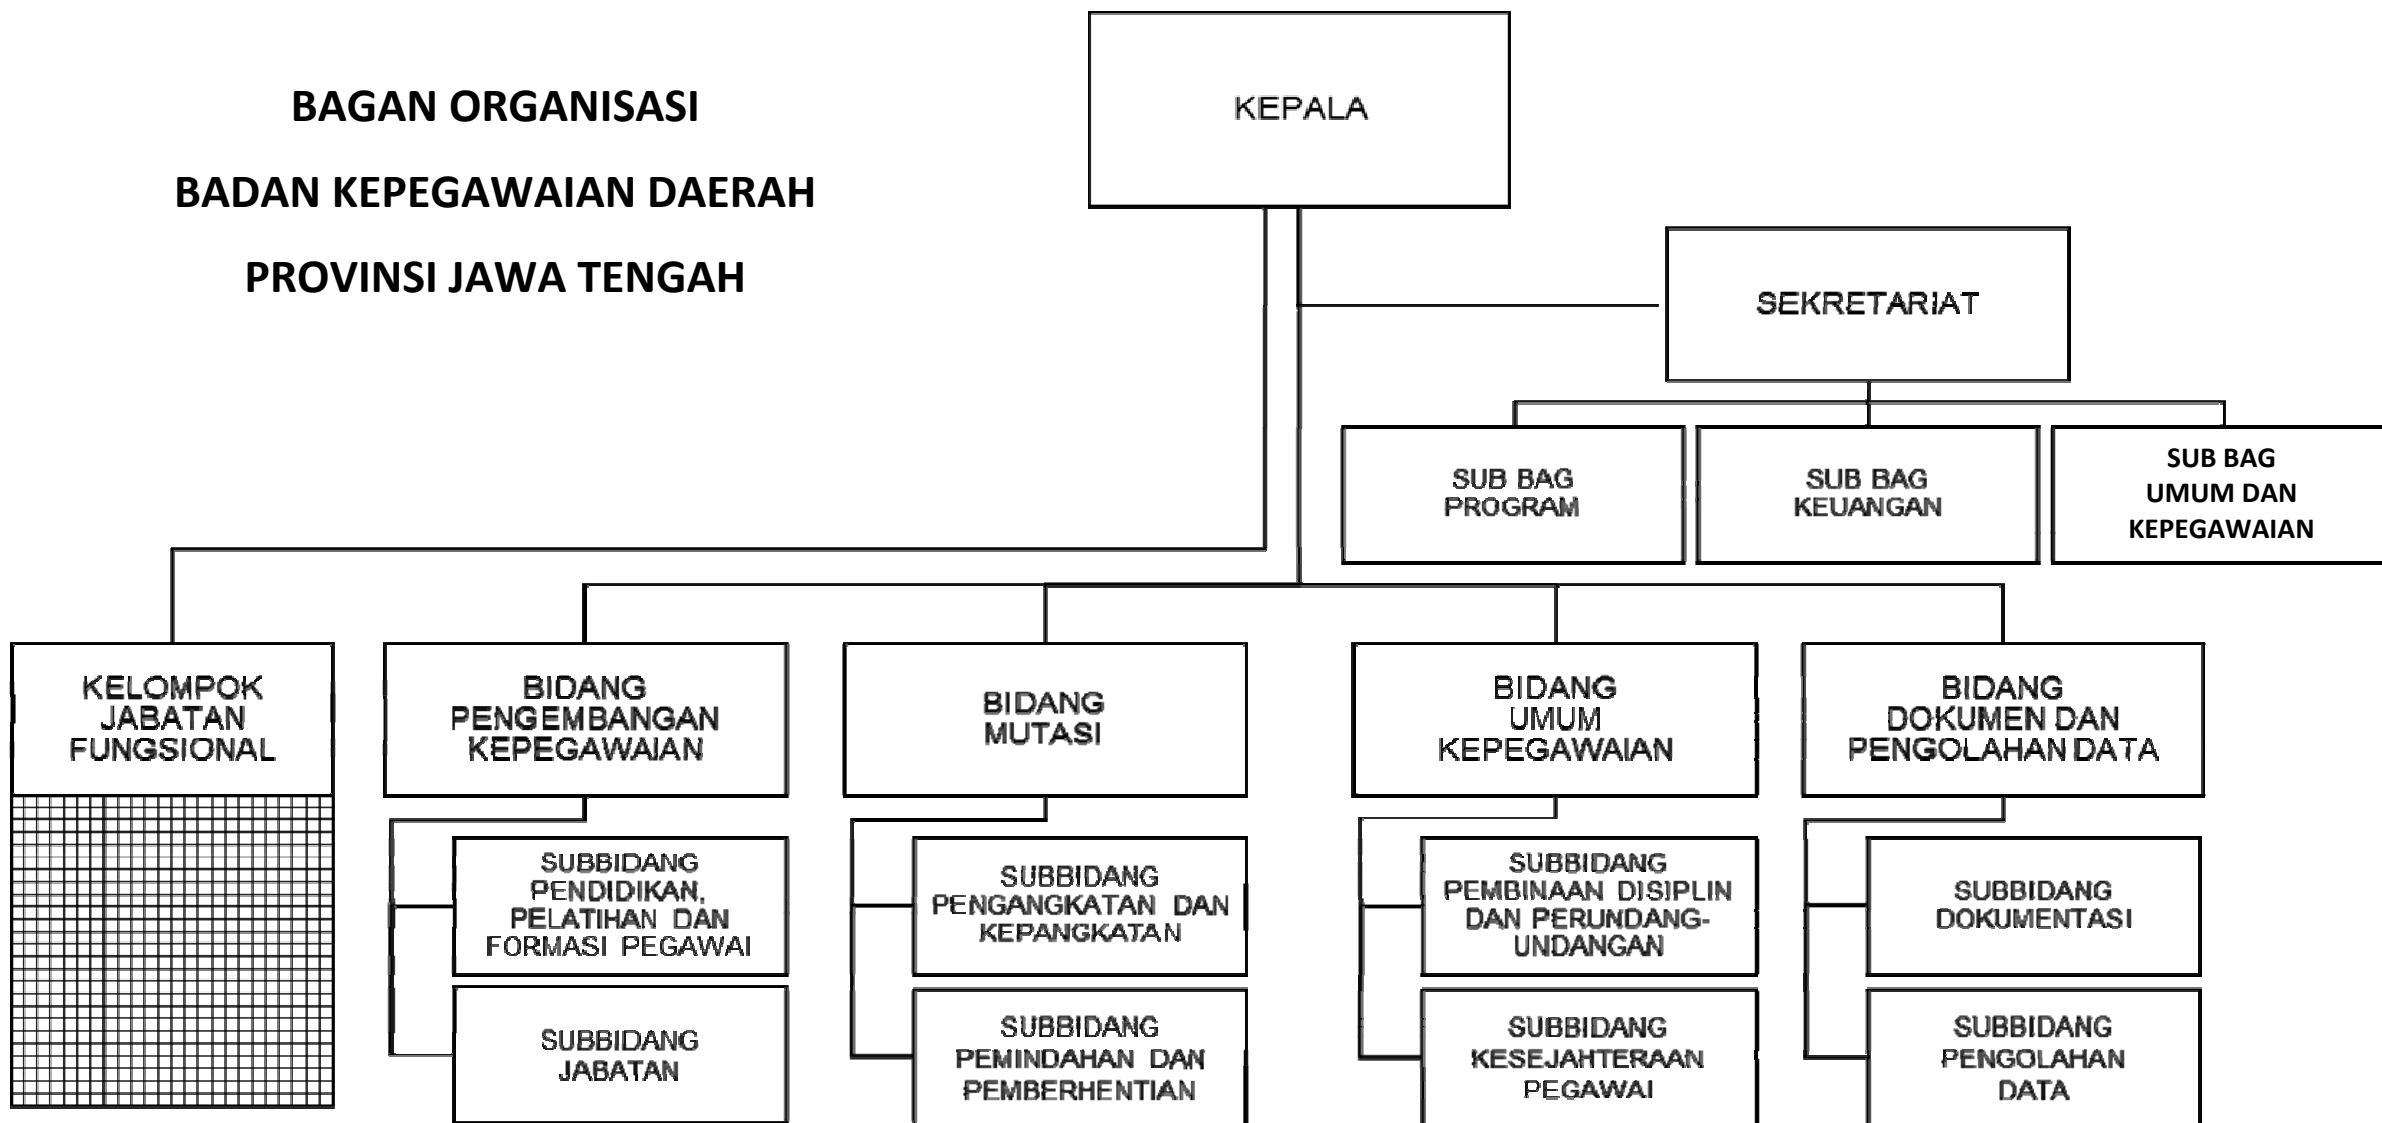 BAGAN ORGANISASI
BADAN KEPEGAWAIAN DAERAH
PROVINSI JAWA TENGAH
KEPALA
SEKRETARIAT
SUB BAG
PROGRAM
SUB BAG
KEUANGAN
SUB BAG
UMUM DAN
KEPEGAWAIAN
KELOMPOK
JABATAN
FUNGSIONAL
BIDANG
PENGEMBANGAN
KEPEGAWAIAN
BIDANG
MUTASI
BIDANG
UMUM
KEPEGAWAIAN
BIDANG
DOKUMEN DAN
PENGOLAHAN DATA
SUBBIDANG
PENDIDIKAN,
PELATIHAN DAN
FORMASI PEGAWAI
SUBBIDANG
PENGANGKATAN DAN
KEPANGKATAN
SUBBIDANG
PEMBINAAN DISIPLIN
DAN PERUNDANG-
UNDANGAN
SUBBIDANG
DOKUMENTASI
SUBBIDANG
JABATAN
SUBBIDANG
PEMINDAHAN DAN
PEMBERHENTIAN
SUBBIDANG
KESEJAHTERAAN
PEGAWAI
SUBBIDANG
PENGOLAHAN
DATA